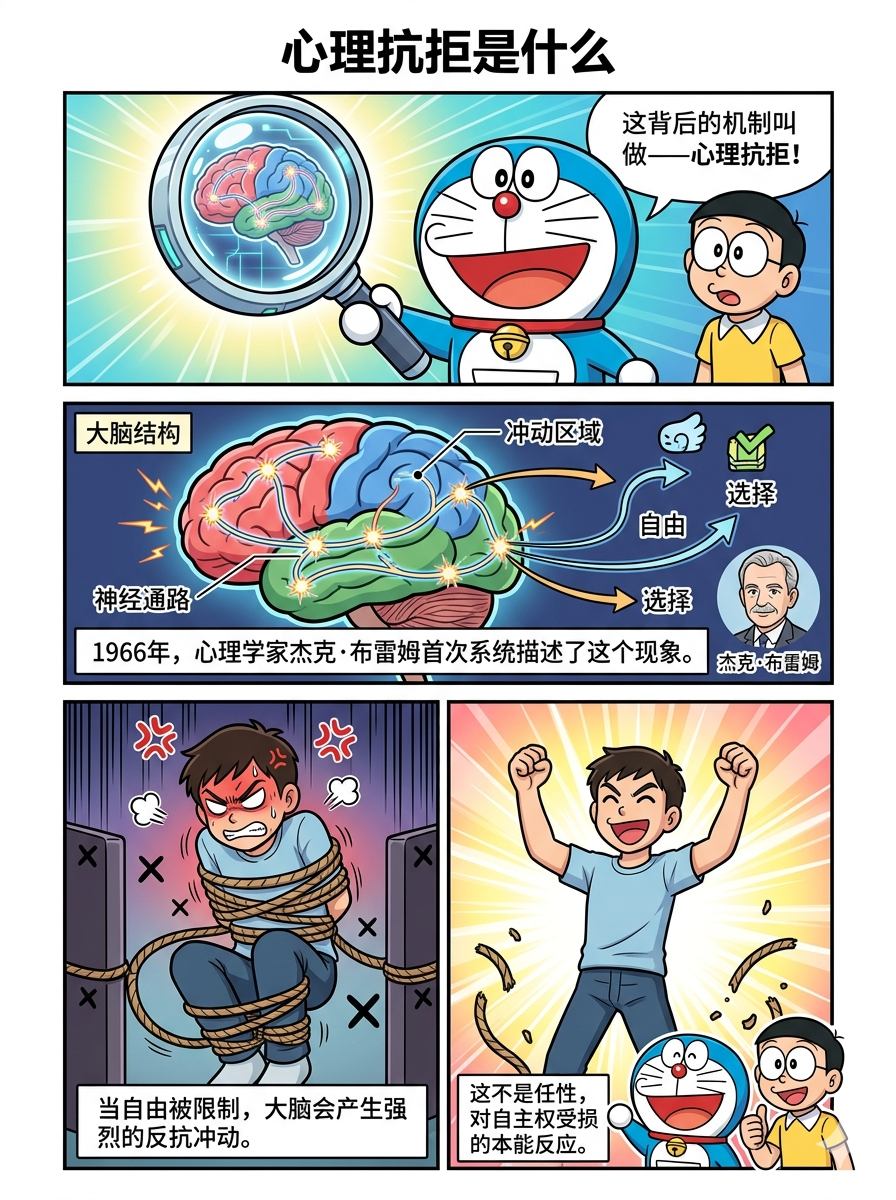 心理抗拒是什么
这背后的机制叫
做——心理抗拒！
大脑结构
冲动区域
选择
自由
神经通路
选择
1966年，心理学家杰克·布雷姆首次系统描述了这个现象。
杰克·布雷姆
当自由被限制，大脑会产生强
烈的反抗冲动。
这不是任性，
对自主权受损
的本能反应。